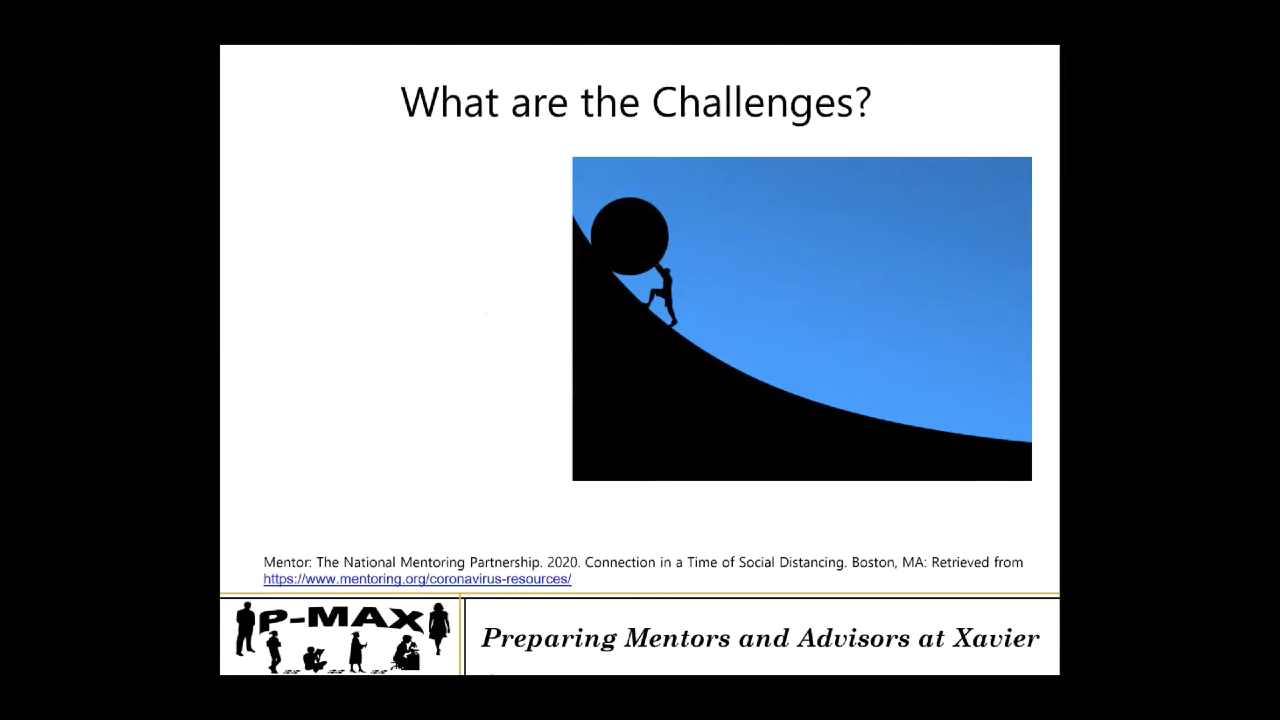 What are the Challenges?
Mentor: The National Mentoring Partnership. 2020. Connection in a Time of Social Distancing. Boston, MA: Retrieved from
https://www.mentoring.org/coronavirus-resources/
P-MAX
Preparing Mentors and Advisors at Xavier